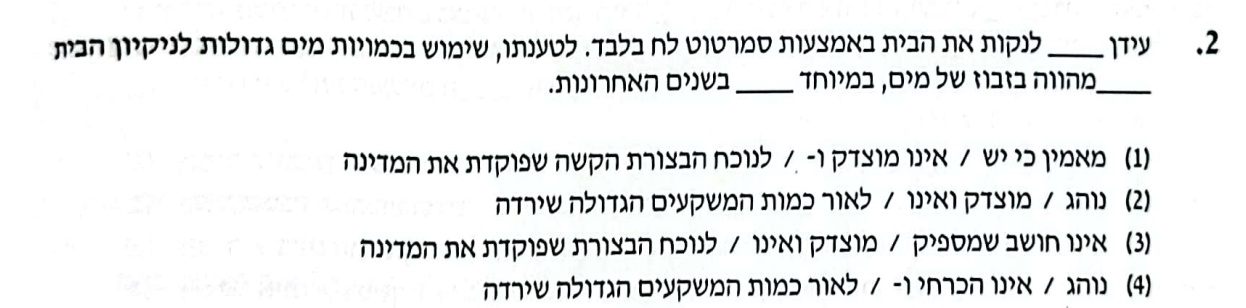 2. עידן ____ לנקות את הבית באמצעות סמרטוט לח בלבד. לטענתו, שימוש בכמויות מים גדולות לניקיון הבית
____מהווה בזבוז של מים, במיוחד ____ בשנים האחרונות.
(1) מאמין כי יש / אינו מוצדק ו- / לנוכח הבצורת הקשה שפוקדת את המדינה
(2) נוהג / מוצדק ואינו / לאור כמות המשקעים הגדולה שירדה
(3) אינו חושב שמספיק / מוצדק ואינו / לנוכח הבצורת שפוקדת את המדינה
(4) נוהג / אינו הכרחי ו- / לאור כמות המשקעים הגדולה שירדה